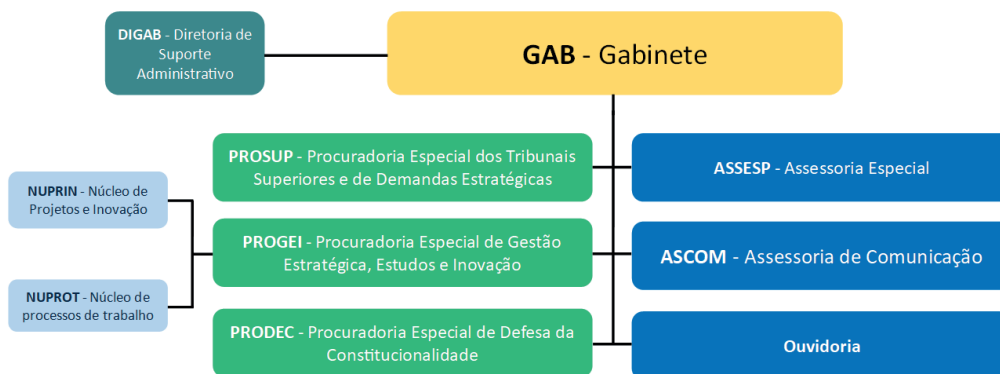 DIGAB - Diretoria de
Suporte
Administrativo
GAB - Gabinete
PROSUP - Procuradoria Especial dos Tribunais
Superiores e de Demandas Estratégicas
ASSESP - Assessoria Especial
NUPRIN - Núcleo de
Projetos e Inovação
PROGEI - Procuradoria Especial de Gestão
Estratégica, Estudos e Inovação
ASCOM - Assessoria de Comunicação
NUPROT - Núcleo de
processos de trabalho
PRODEC - Procuradoria Especial de Defesa da
Constitucionalidade
Ouvidoria